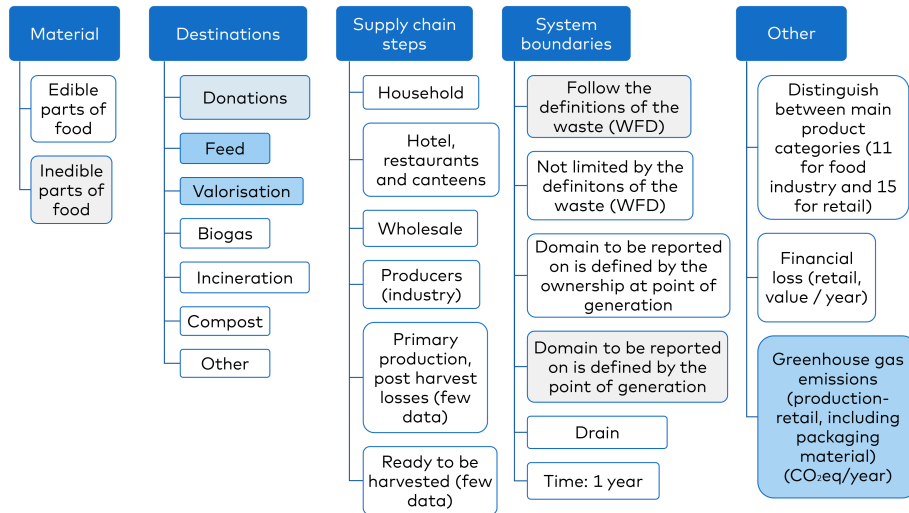 Material
Edible
parts of
food
Inedible
parts of
food
Destinations
Donations
Feed
Valorisation
Biogas
Incineration
Compost
Other
Supply chain
steps
Household
Hotel,
restaurants
and canteens
Wholesale
Producers
(industry)
Primary
production,
post harvest
losses (few
data)
Ready to be
harvested (few
data)
System
boundaries
Follow the
definitions of the
waste (WFD)
Not limited by the
definitons of the
waste (WFD)
Domain to be reported
on is defined by the
ownership at point of
generation
Domain to be reported
on is defined by the
point of generation
Drain
Time: 1 year
Other
Distinguish
between main
product
categories (11
for food
industry and 15
for retail)
Financial
loss (retail,
value / year)
Greenhouse gas
emissions
(production-
retail, including
packaging
material)
(CO₂eq/year)